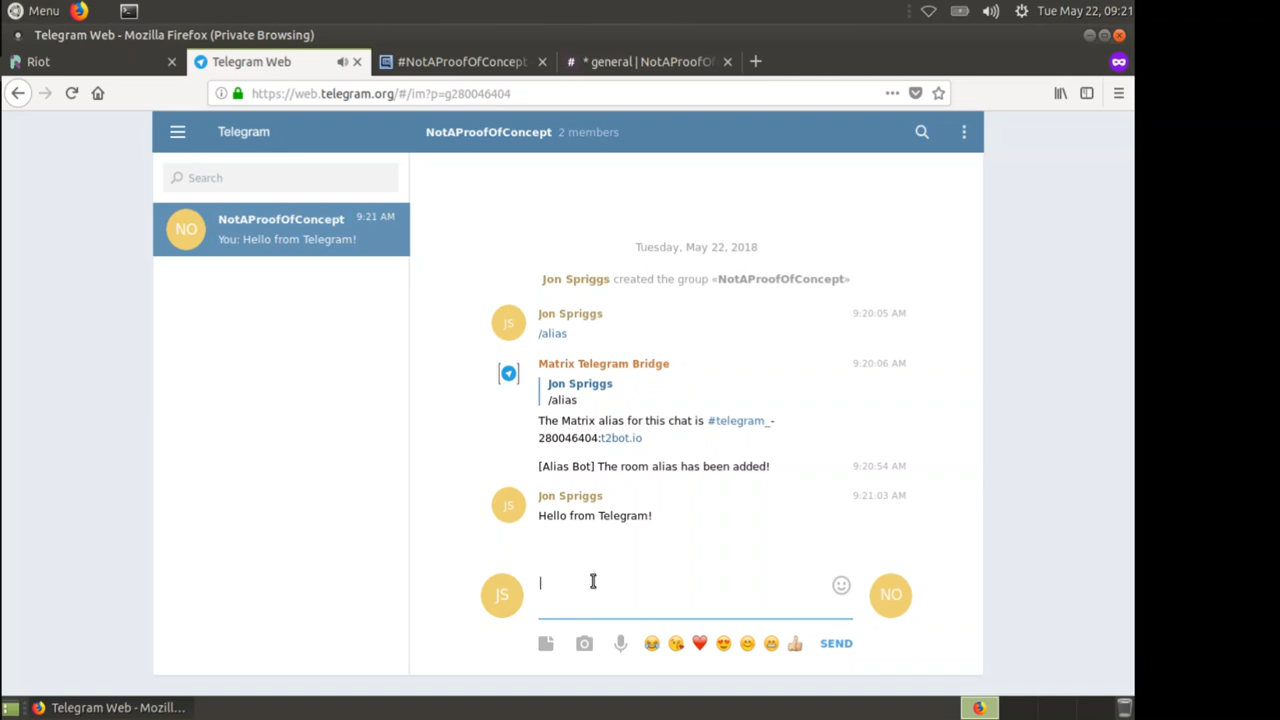 Menu
Tue May 22, 09:21
Telegram Web - Mozilla Firefox (Private Browsing)
Riot
Telegram Web
#NotAProofOfConcept
* general | NotAProofOf
https://web.telegram.org/#/im?p=g280046404
Telegram
NotAProofOfConcept 2 members
Search
NO
NotAProofOfConcept 9:21 AM
You: Hello from Telegram!
Tuesday, May 22, 2018
Jon Spriggs created the group «NotAProofOfConcept»
JS
Jon Spriggs 9:20:05 AM
/alias
Matrix Telegram Bridge 9:20:06 AM
Jon Spriggs
/alias
The Matrix alias for this chat is #telegram_-
280046404:t2bot.io
[Alias Bot] The room alias has been added! 9:20:54 AM
JS
Jon Spriggs 9:21:03 AM
Hello from Telegram!
JS
NO
SEND
Telegram Web - Mozill...